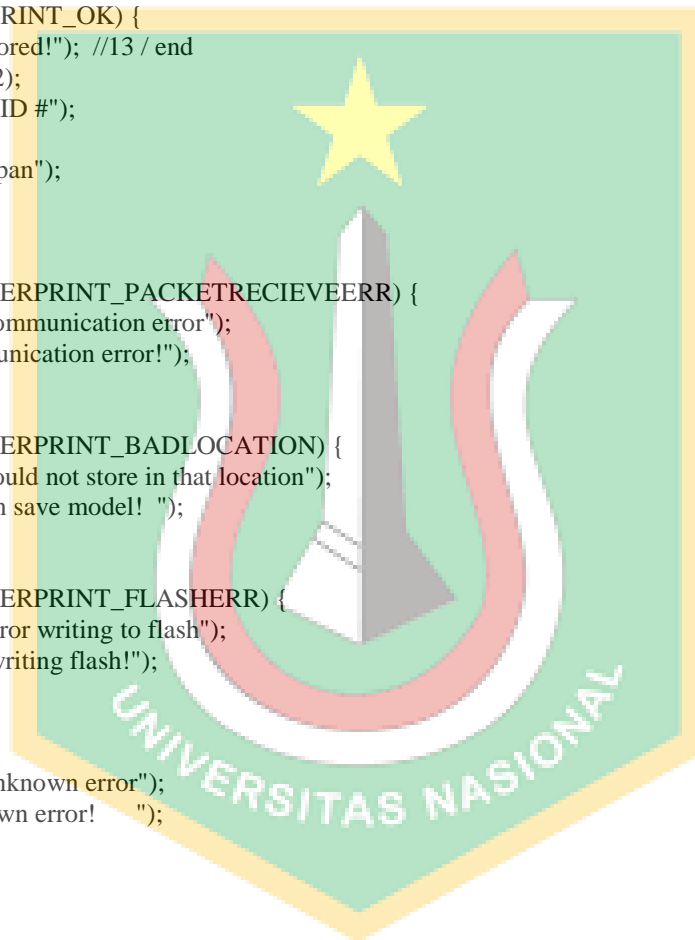 RINT_OK) {
ored!"); //13 / end
2);
ID #");
pan");
ERPRINT_PACKETRECIEVEERR) {
ommunication error");
unication error!");
ERPRINT_BADLOCATION) {
ould not store in that location");
n save model! ");
ERPRINT_FLASHERR) {
ror writing to flash");
writing flash!");
nknown error");
wn error!      ");
UNIVERSITAS NASIONAL